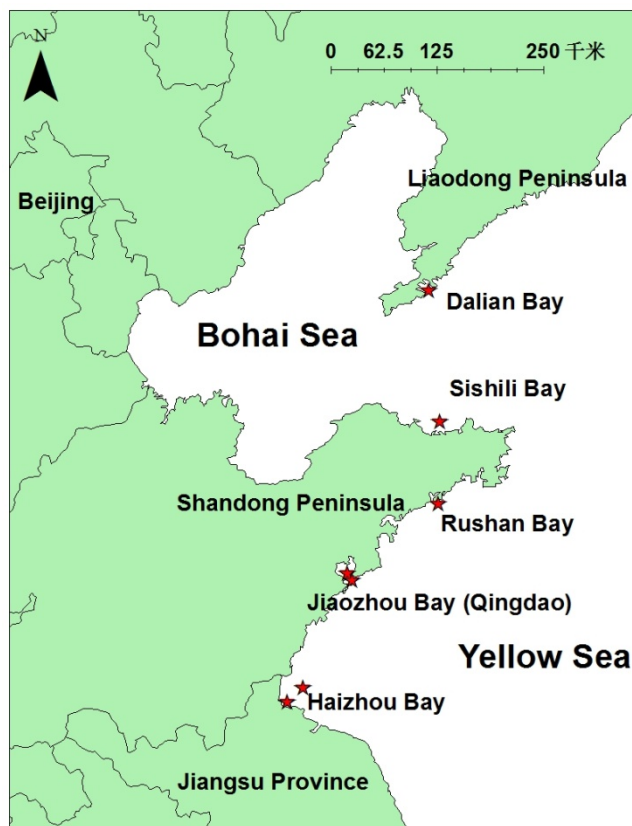 N
0 62.5 125 250 千米
Liaodong Peninsula
Beijing
Dalian Bay
Bohai Sea
Sishili Bay
Shandong Peninsula
Rushan Bay
Jiaozhou Bay (Qingdao)
Yellow Sea
Haizhou Bay
Jiangsu Province